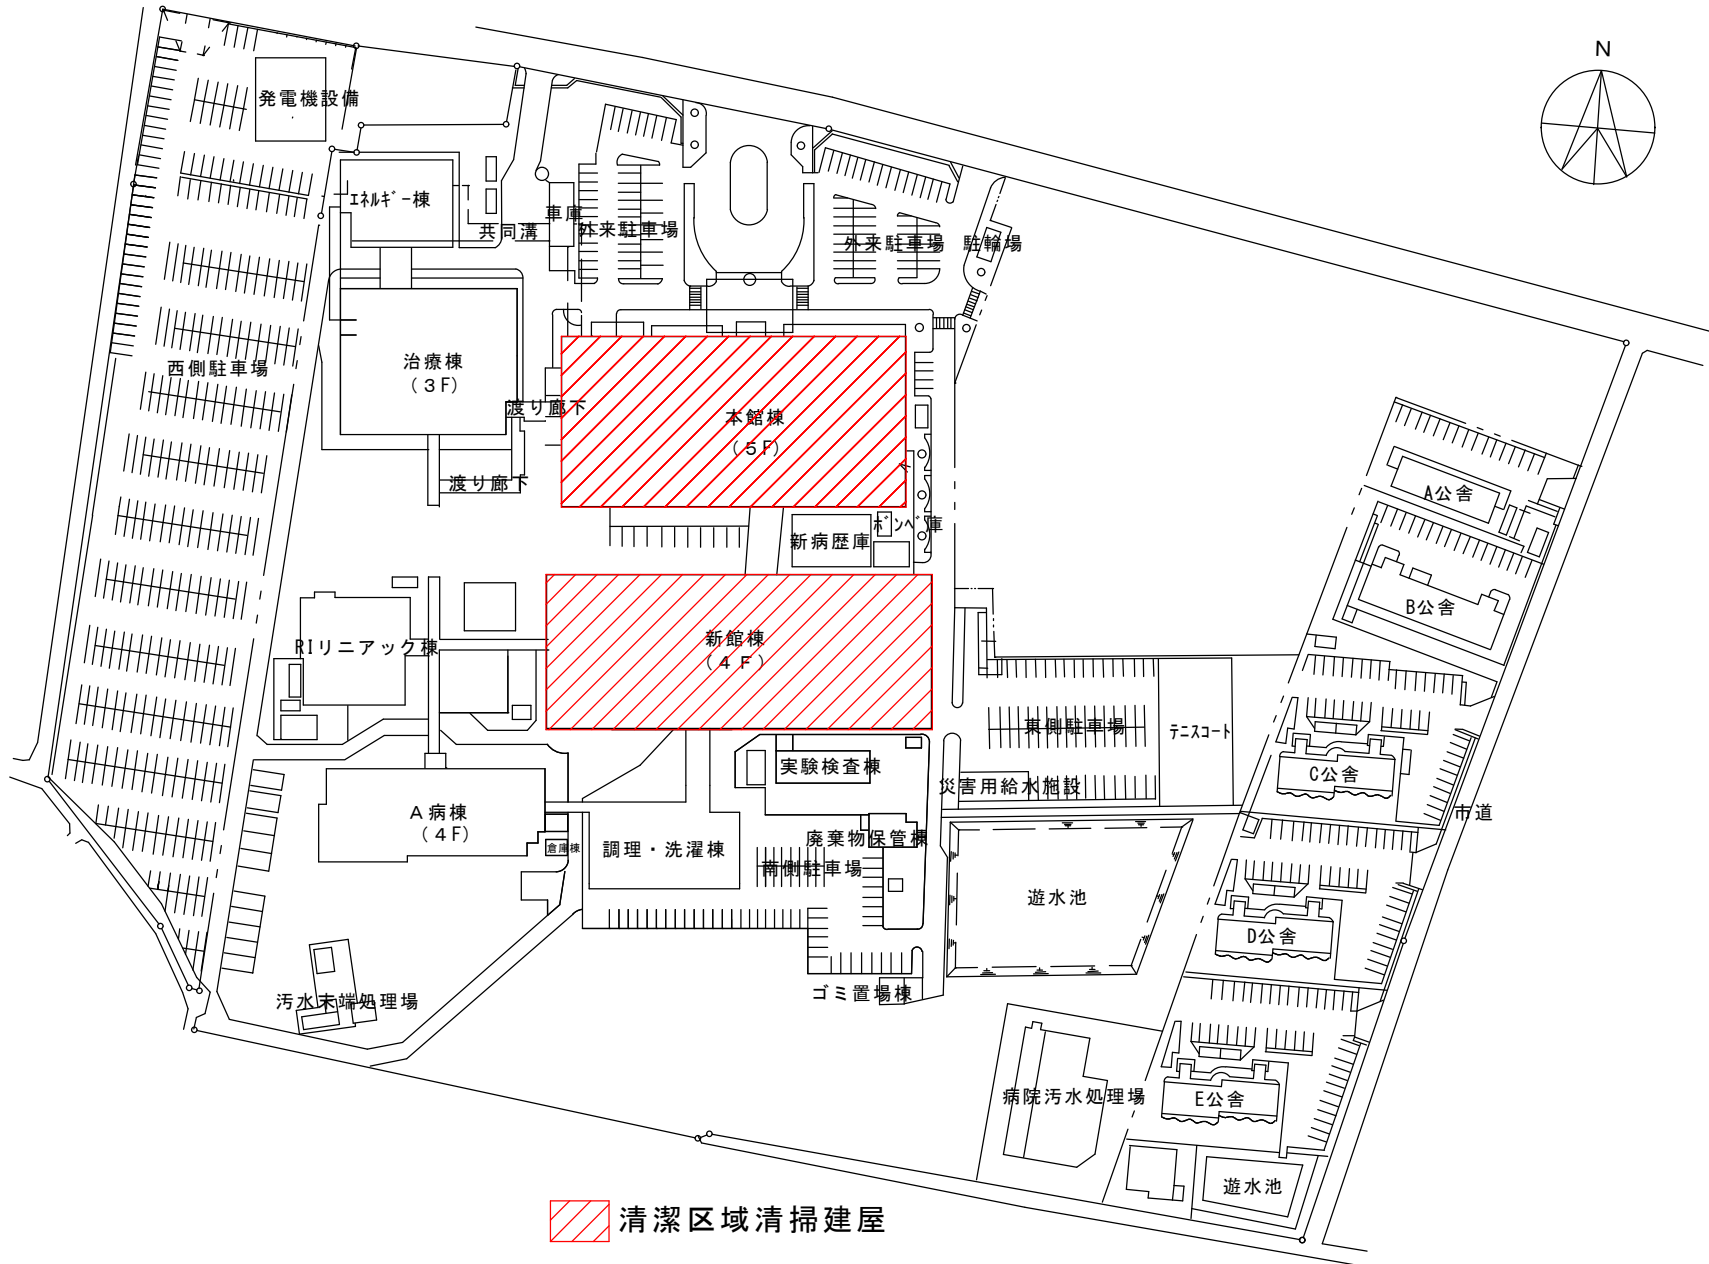 N
発電機設備
エネルギー棟
車庫
共同溝
外来駐車場
外来駐車場
駐輪場
西側駐車場
治療棟
(3F)
渡り廊下
本館棟
(5F)
渡り廊下
新病歴庫
ボンベ庫
A公舎
B公舎
RIリニアック棟
新館棟
(4F)
東側駐車場
テニスコート
C公舎
実験検査棟
災害用給水施設
A病棟
(4F)
倉庫棟
調理・洗濯棟
廃棄物保管棟
南側駐車場
市道
遊水池
D公舎
汚水末端処理場
ゴミ置場棟
病院汚水処理場
E公舎
遊水池
清潔区域清掃建屋